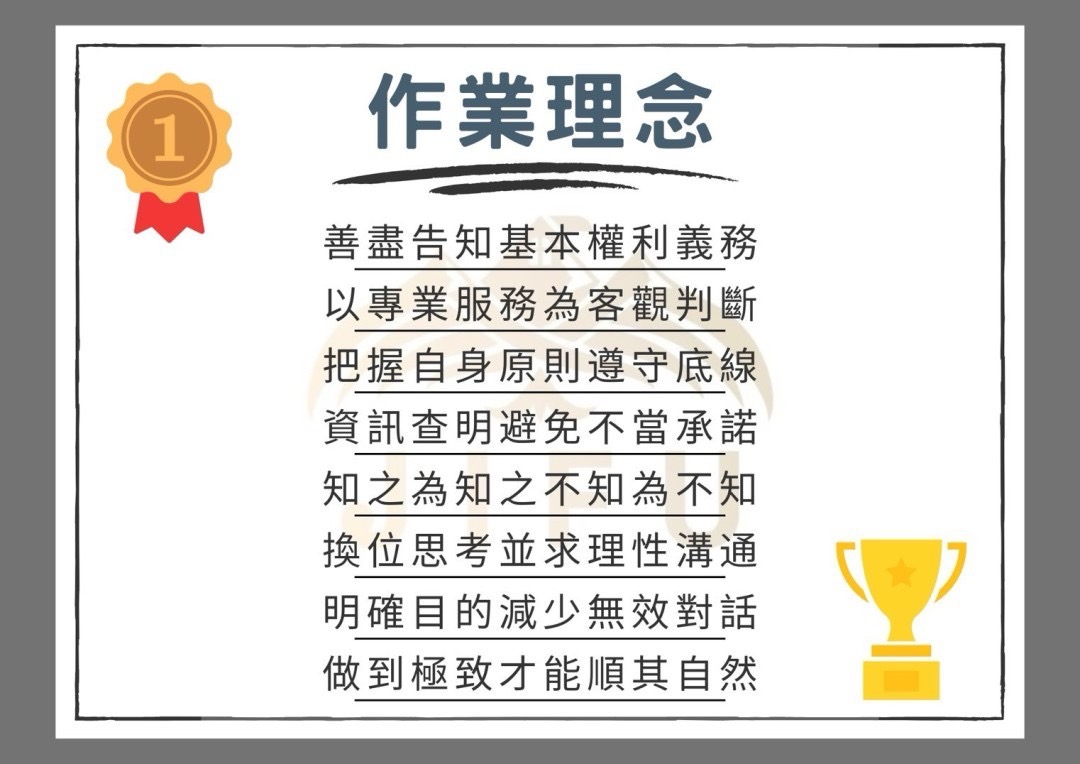 1
作業理念
善盡告知基本權利義務
以專業服務為客觀判斷
把握自身原則遵守底線
資訊查明避免不當承諾
知之為知之不知為不知
換位思考並求理性溝通
明確目的減少無效對話
做到極致才能順其自然
JIFU